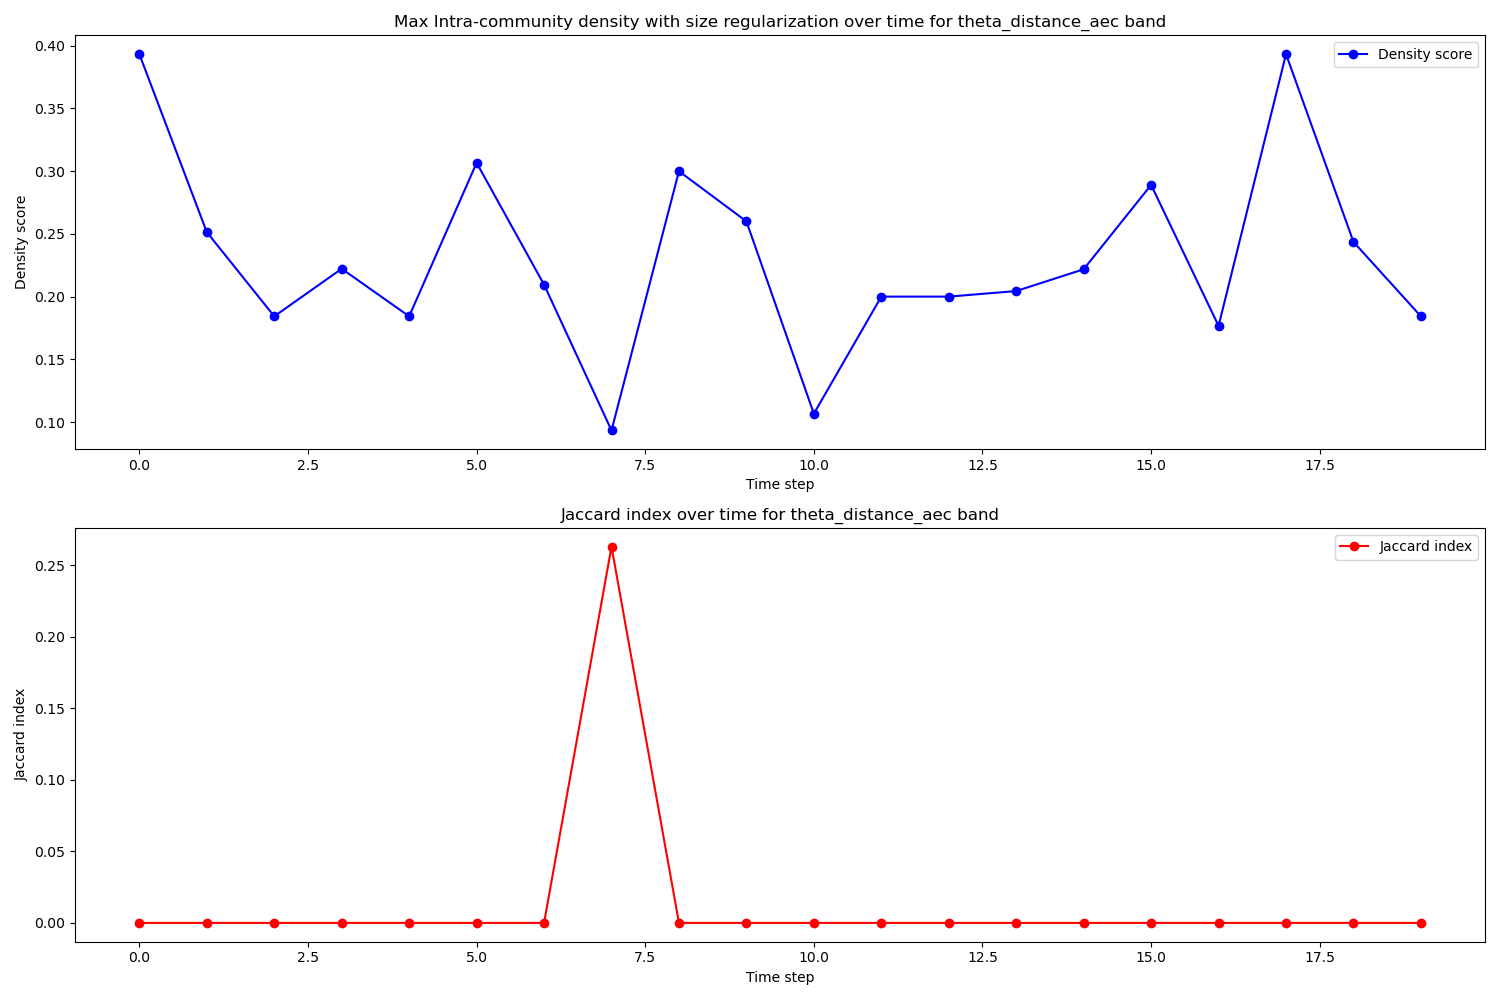 Max Intra-community density with size regularization over time for theta_distance_aec band
0.40
0.35
0.30
0.25
0.20
0.15
0.10
Density score
Density score
0.0 2.5 5.0 7.5 10.0 12.5 15.0 17.5
Time step
Jaccard index over time for theta_distance_aec band
0.25
0.20
0.15
0.10
0.05
0.00
Jaccard index
Jaccard index
0.0 2.5 5.0 7.5 10.0 12.5 15.0 17.5
Time step